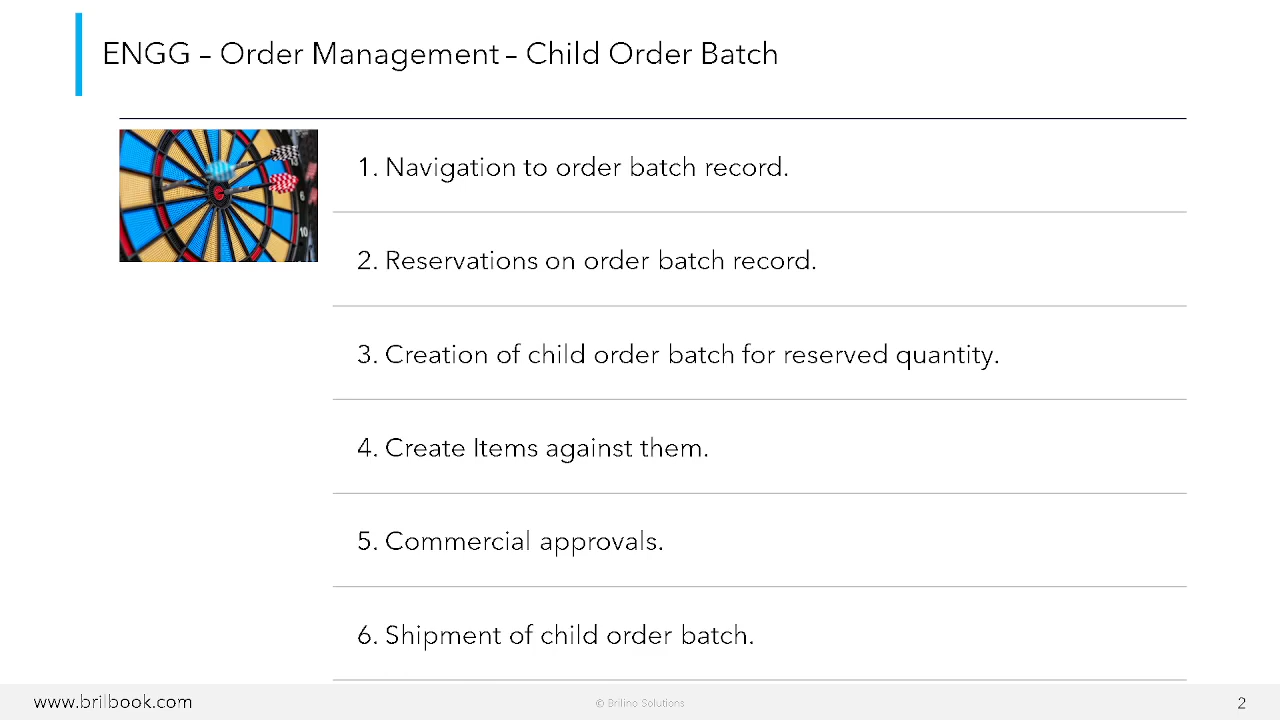 ENGG – Order Management – Child Order Batch
1. Navigation to order batch record.
2. Reservations on order batch record.
3. Creation of child order batch for reserved quantity.
4. Create Items against them.
5. Commercial approvals.
6. Shipment of child order batch.
6
10
www.brilbook.com
© Brilino Solutions
2